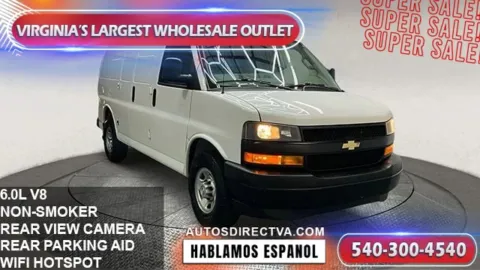 VIRGINIA'S LARGEST WHOLESALE OUTLET
SUPER SALE!
SUPER SALE!
SUPER SALE!
6.0L V8
NON-SMOKER
REAR VIEW CAMERA
REAR PARKING AID
WIFI HOTSPOT
AUTOSDIRECTVA.COM
HABLAMOS ESPANOL
540-300-4540